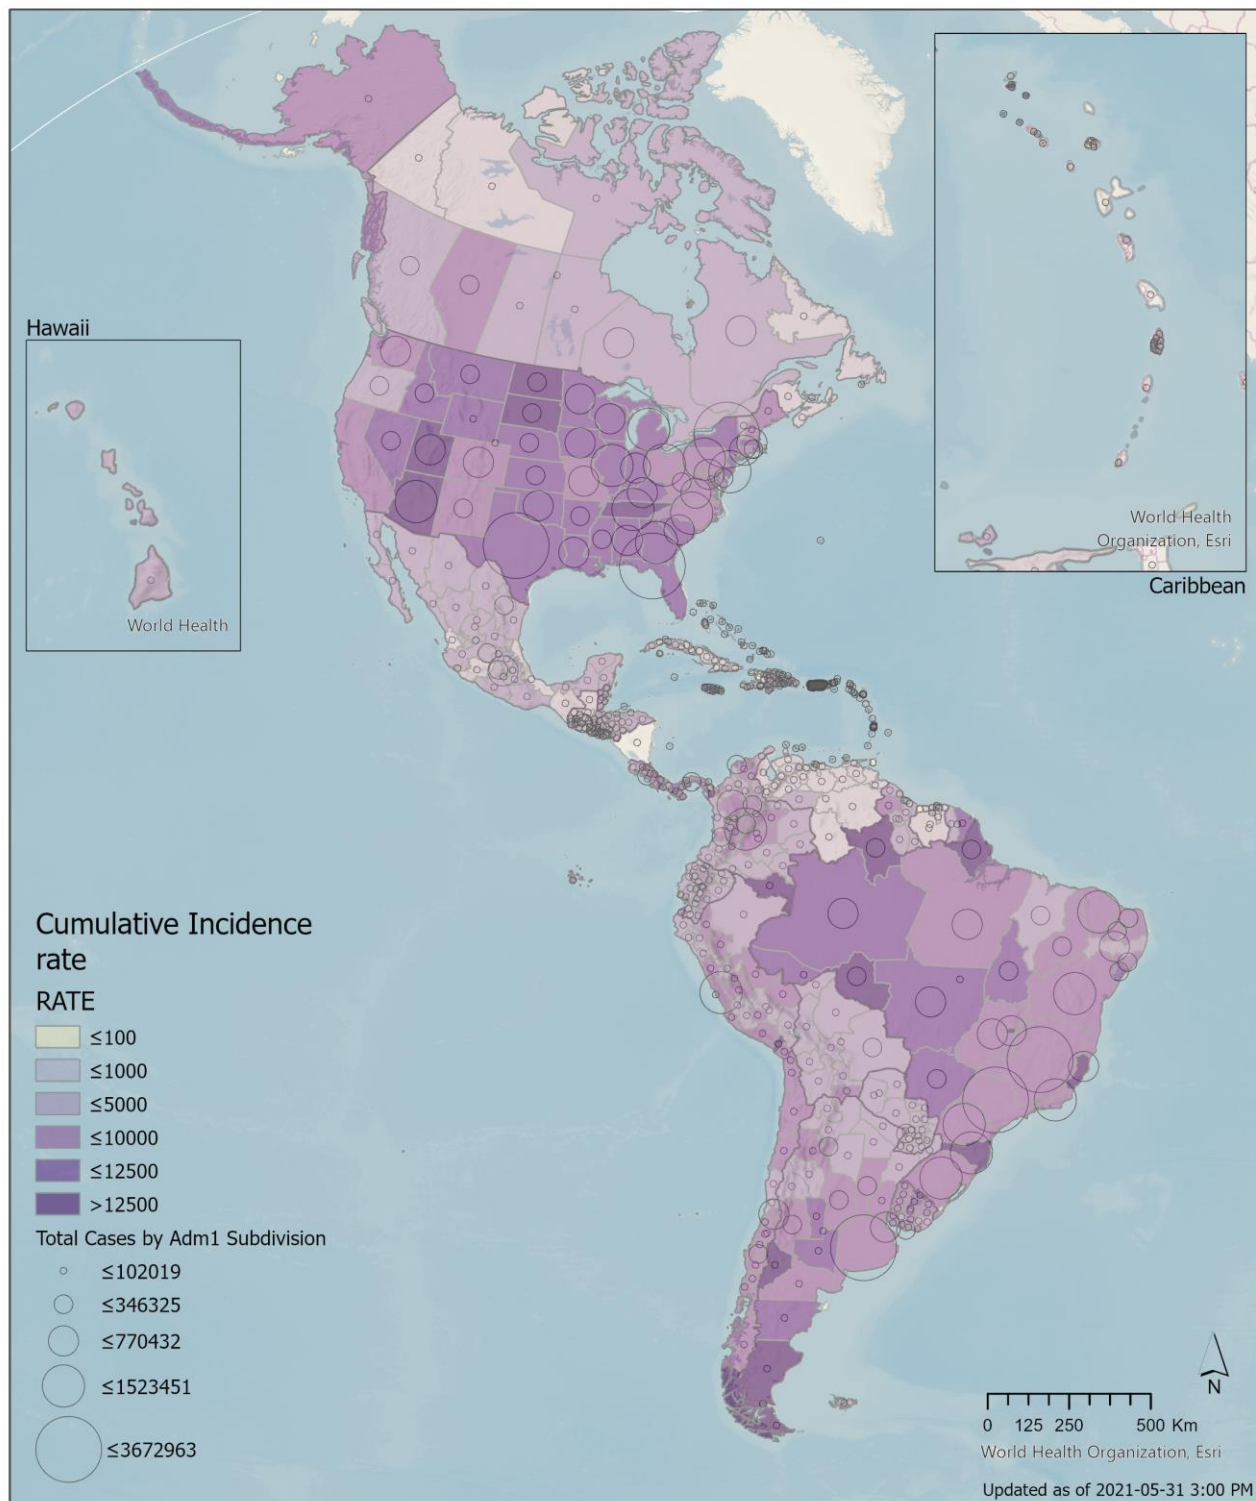 Hawaii
World Health
World Health
Organization, Esri
Caribbean
Cumulative Incidence
rate
RATE
≤100
≤1000
≤5000
≤10000
≤12500
>12500
Total Cases by Adm1 Subdivision
≤102019
≤346325
≤770432
≤1523451
≤3672963
N
0 125 250 500 Km
World Health Organization, Esri
Updated as of 2021-05-31 3:00 PM